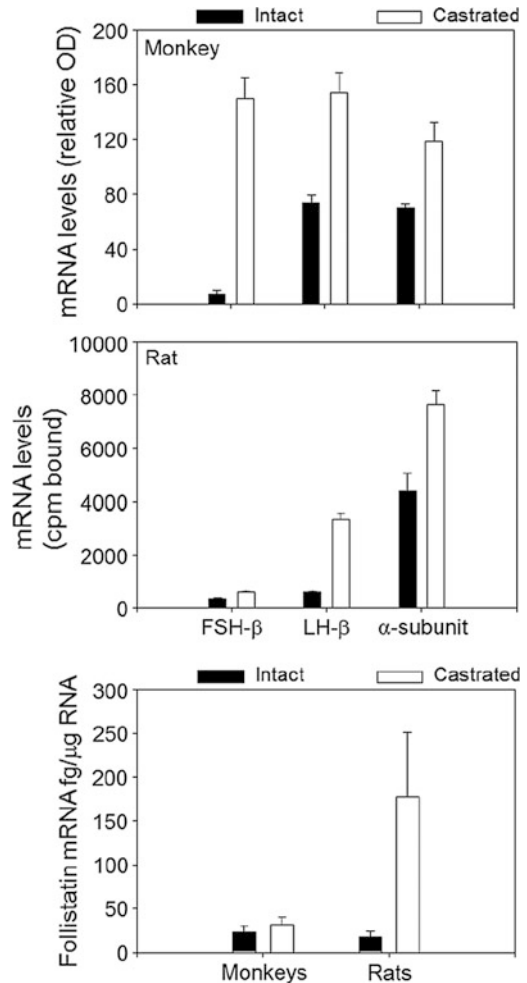 Intact Castrated
Monkey
mRNA levels (relative OD)
200
160
120
80
40
0
Rat
mRNA levels
(cpm bound)
10000
8000
6000
4000
2000
0
FSH-β LH-β α-subunit
Intact Castrated
Follistatin mRNA fg/μg RNA
300
250
200
150
100
50
0
Monkeys Rats